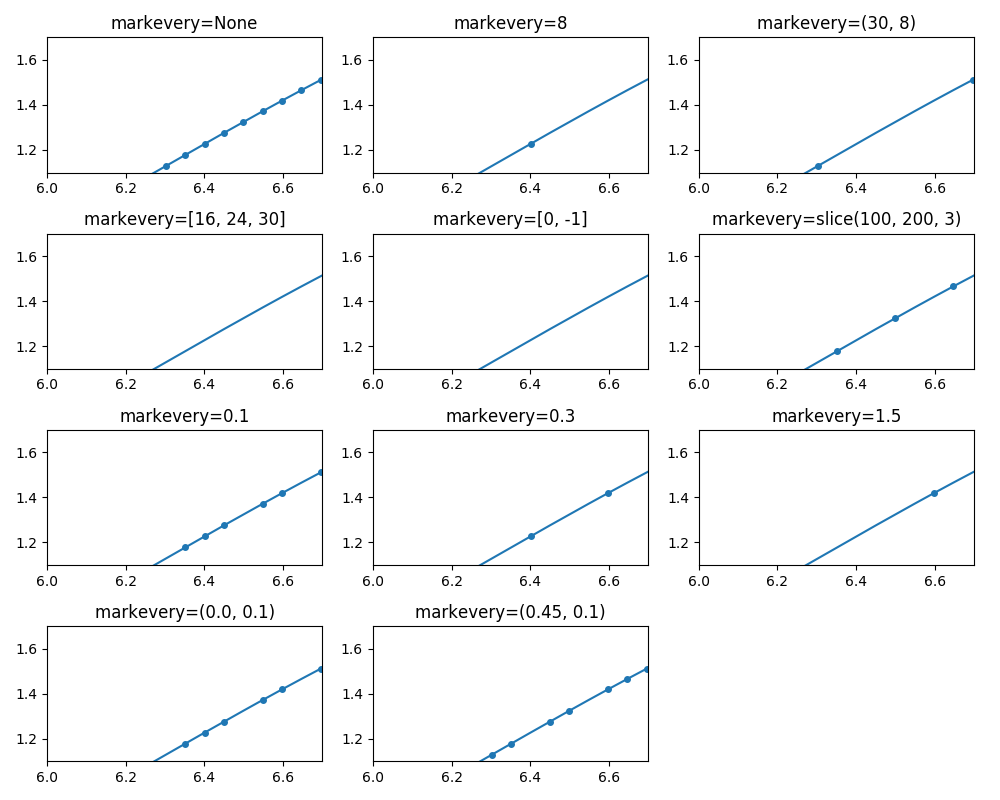 markevery=None markevery=8 markevery=(30, 8)
1.6 1.6 1.6
1.4 1.4 1.4
1.2 1.2 1.2
6.0 6.2 6.4 6.6 6.0 6.2 6.4 6.6 6.0 6.2 6.4 6.6
markevery=[16, 24, 30] markevery=[0, -1] markevery=slice(100, 200, 3)
1.6 1.6 1.6
1.4 1.4 1.4
1.2 1.2 1.2
6.0 6.2 6.4 6.6 6.0 6.2 6.4 6.6 6.0 6.2 6.4 6.6
markevery=0.1 markevery=0.3 markevery=1.5
1.6 1.6 1.6
1.4 1.4 1.4
1.2 1.2 1.2
6.0 6.2 6.4 6.6 6.0 6.2 6.4 6.6 6.0 6.2 6.4 6.6
markevery=(0.0, 0.1) markevery=(0.45, 0.1)
1.6 1.6
1.4 1.4
1.2 1.2
6.0 6.2 6.4 6.6 6.0 6.2 6.4 6.6